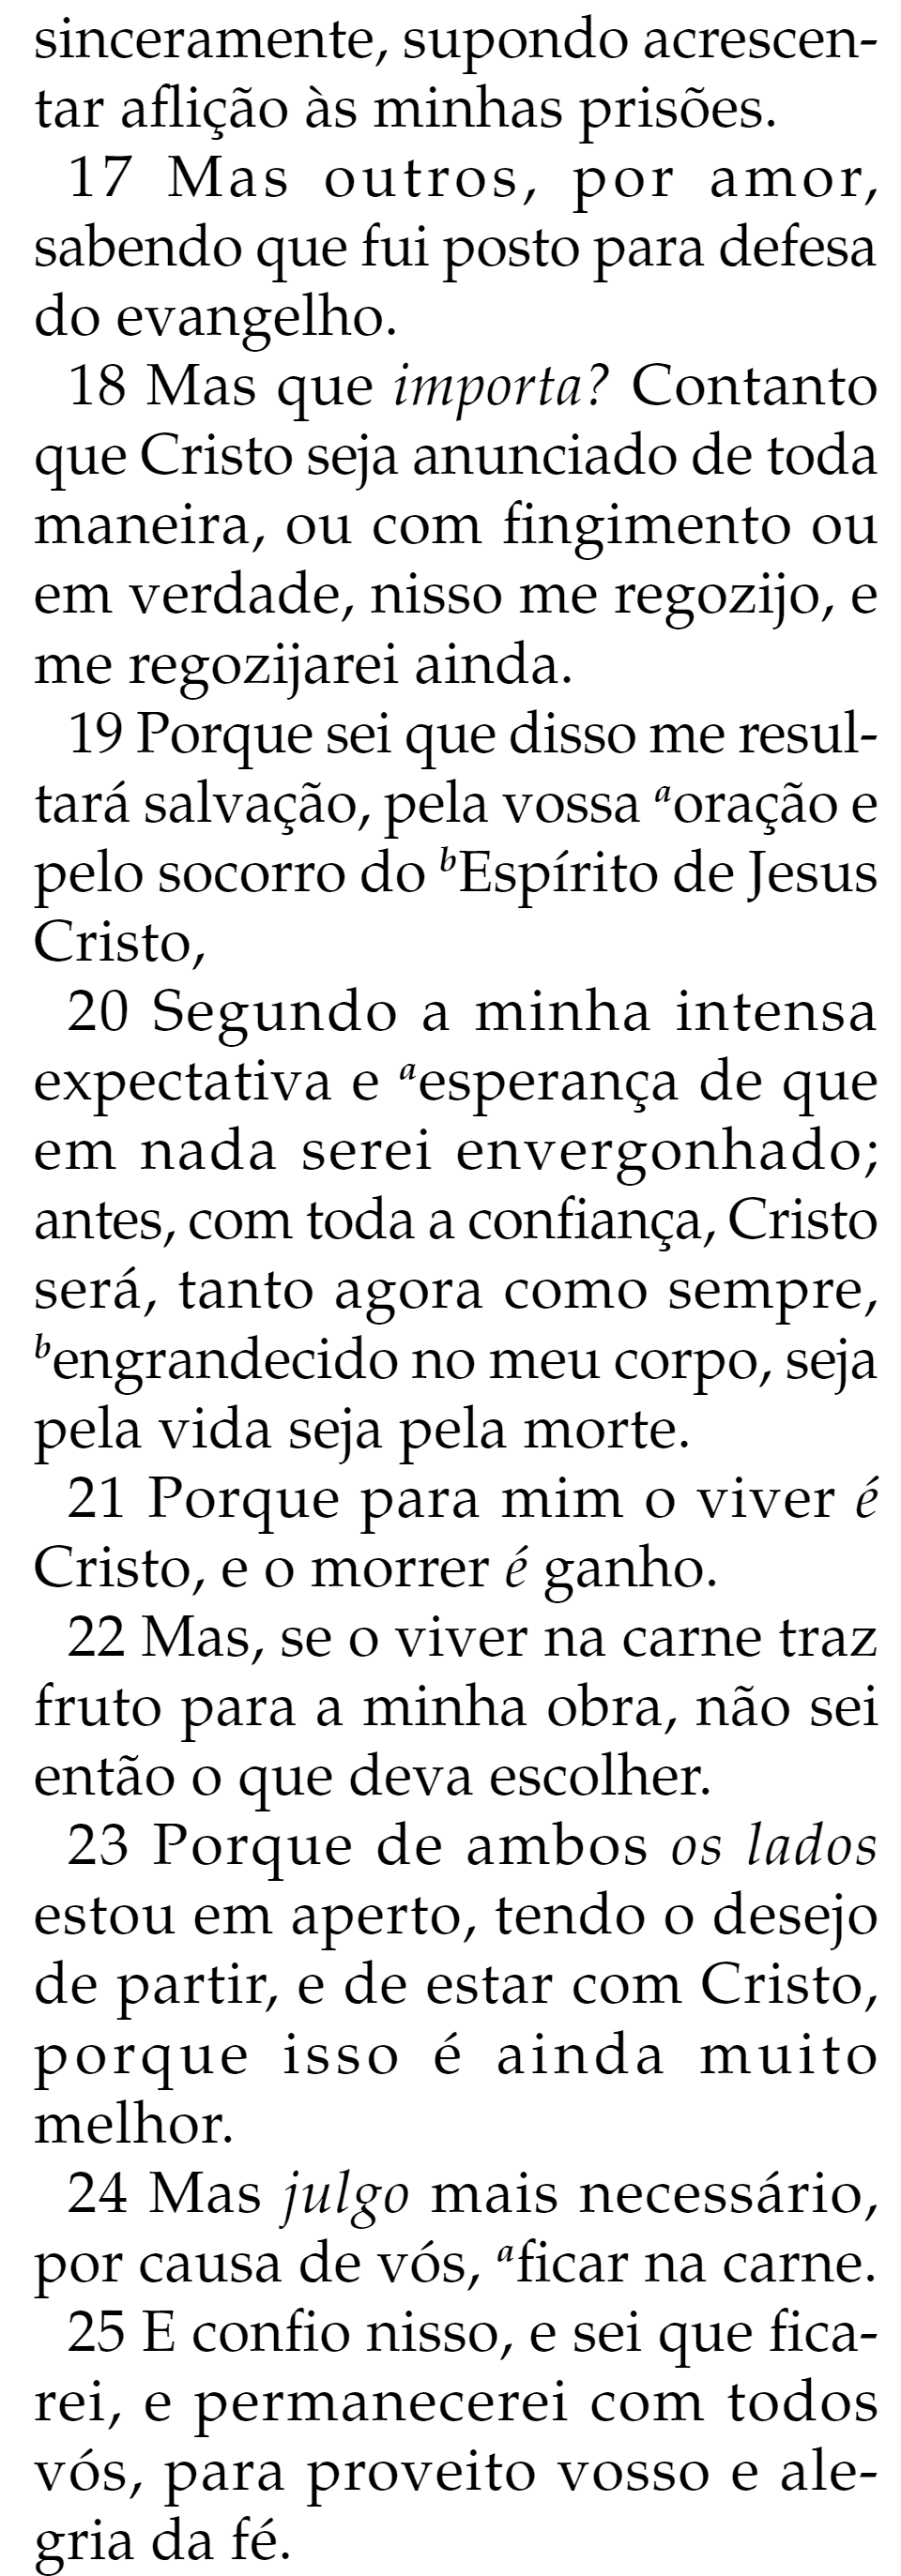 sinceramente, supondo acrescen-
tar aflição às minhas prisões.
17 Mas outros, por amor,
sabendo que fui posto para defesa
do evangelho.
18 Mas que importa? Contanto
que Cristo seja anunciado de toda
maneira, ou com fingimento ou
em verdade, nisso me regozijo, e
me regozijarei ainda.
19 Porque sei que disso me resul-
tará salvação, pela vossa ᵃoração e
pelo socorro do ᵇEspírito de Jesus
Cristo,
20 Segundo a minha intensa
expectativa e ᵃesperança de que
em nada serei envergonhado;
antes, com toda a confiança, Cristo
será, tanto agora como sempre,
ᵇengrandecido no meu corpo, seja
pela vida seja pela morte.
21 Porque para mim o viver é
Cristo, e o morrer é ganho.
22 Mas, se o viver na carne traz
fruto para a minha obra, não sei
então o que deva escolher.
23 Porque de ambos os lados
estou em aperto, tendo o desejo
de partir, e de estar com Cristo,
porque isso é ainda muito
melhor.
24 Mas julgo mais necessário,
por causa de vós, ᵃficar na carne.
25 E confio nisso, e sei que fica-
rei, e permanecerei com todos
vós, para proveito vosso e ale-
gria da fé.